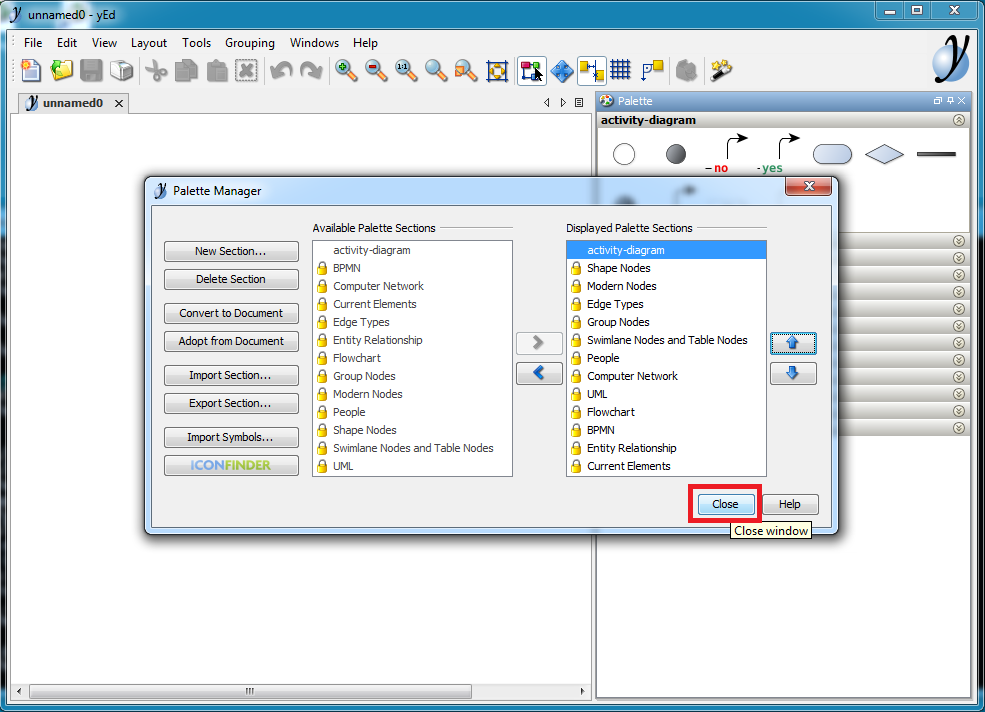 unnamed0 - yEd
File Edit View Layout Tools Grouping Windows Help
1:1
unnamed0
Palette
activity-diagram
no
yes
Palette Manager
New Section...
Delete Section
Convert to Document
Adopt from Document
Import Section...
Export Section...
Import Symbols...
ICONFINDER
Available Palette Sections
activity-diagram
BPMN
Computer Network
Current Elements
Edge Types
Entity Relationship
Flowchart
Group Nodes
Modern Nodes
People
Shape Nodes
Swimlane Nodes and Table Nodes
UML
Displayed Palette Sections
activity-diagram
Shape Nodes
Modern Nodes
Edge Types
Group Nodes
Swimlane Nodes and Table Nodes
People
Computer Network
UML
Flowchart
BPMN
Entity Relationship
Current Elements
Close
Help
Close window